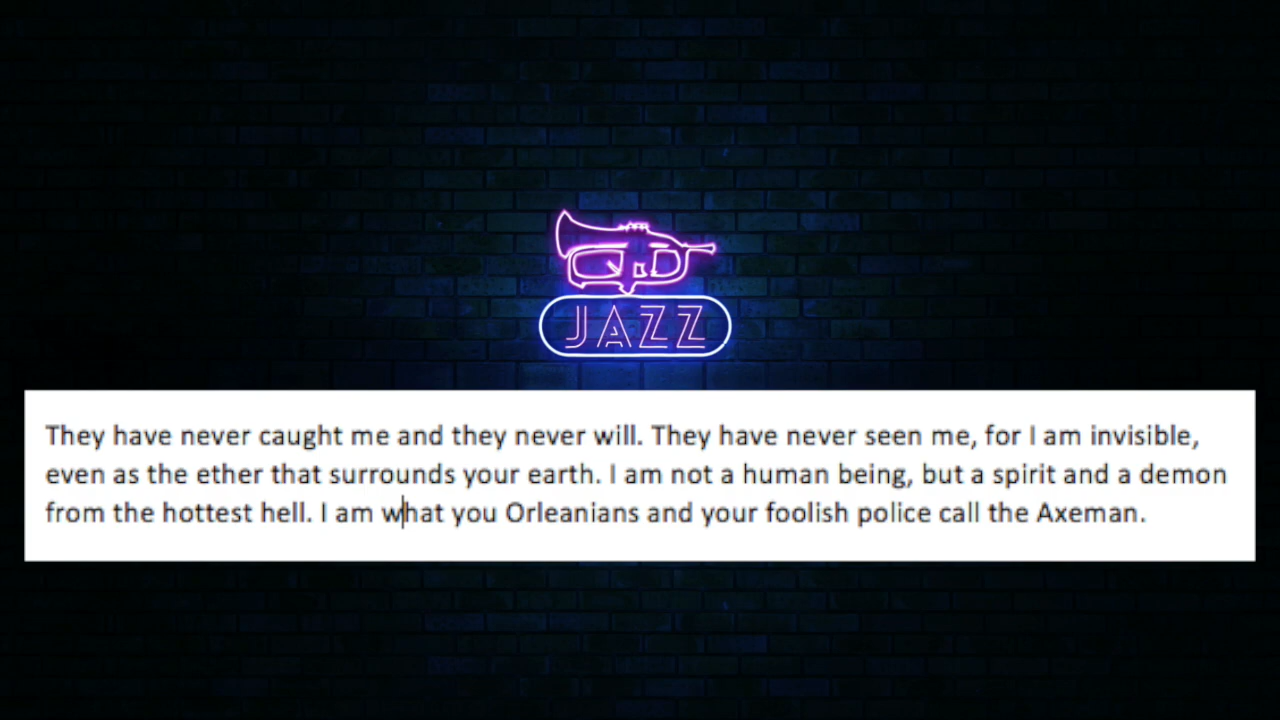 JAZZ
They have never caught me and they never will. They have never seen me, for I am invisible,
even as the ether that surrounds your earth. I am not a human being, but a spirit and a demon
from the hottest hell. I am what you Orleanians and your foolish police call the Axeman.